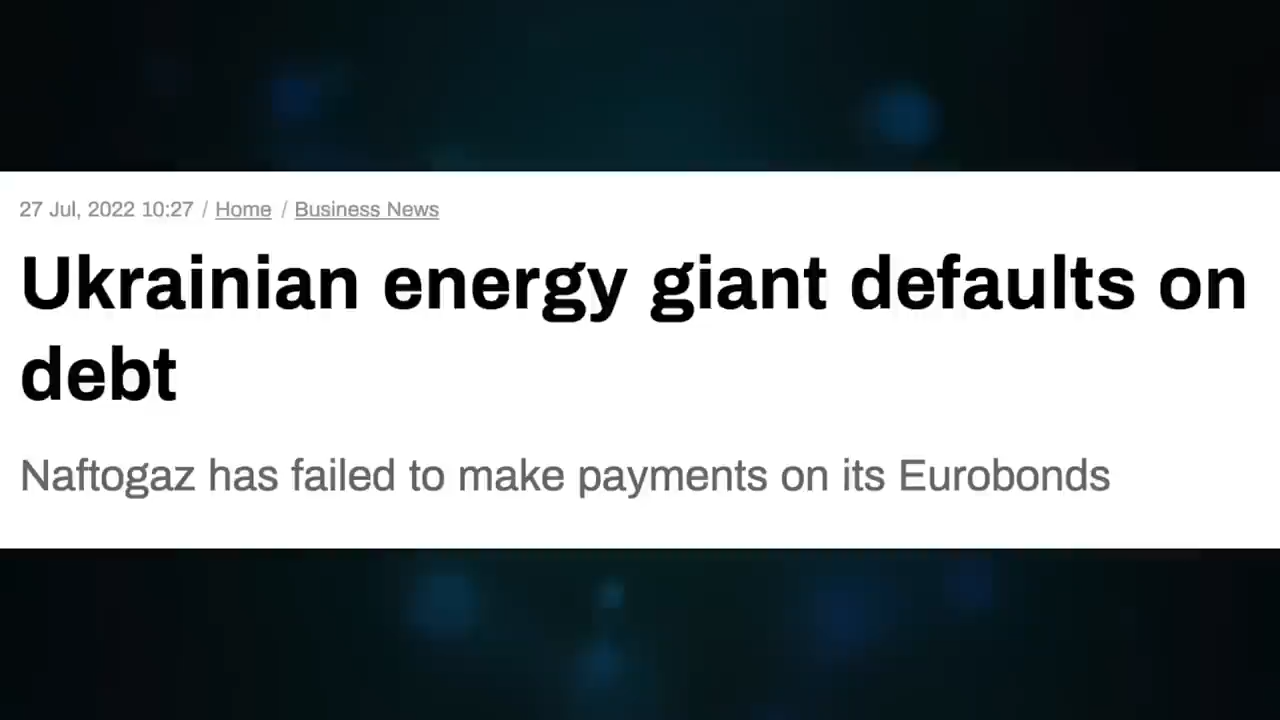 27 Jul, 2022 10:27 / Home / Business News
Ukrainian energy giant defaults on
debt
Naftogaz has failed to make payments on its Eurobonds